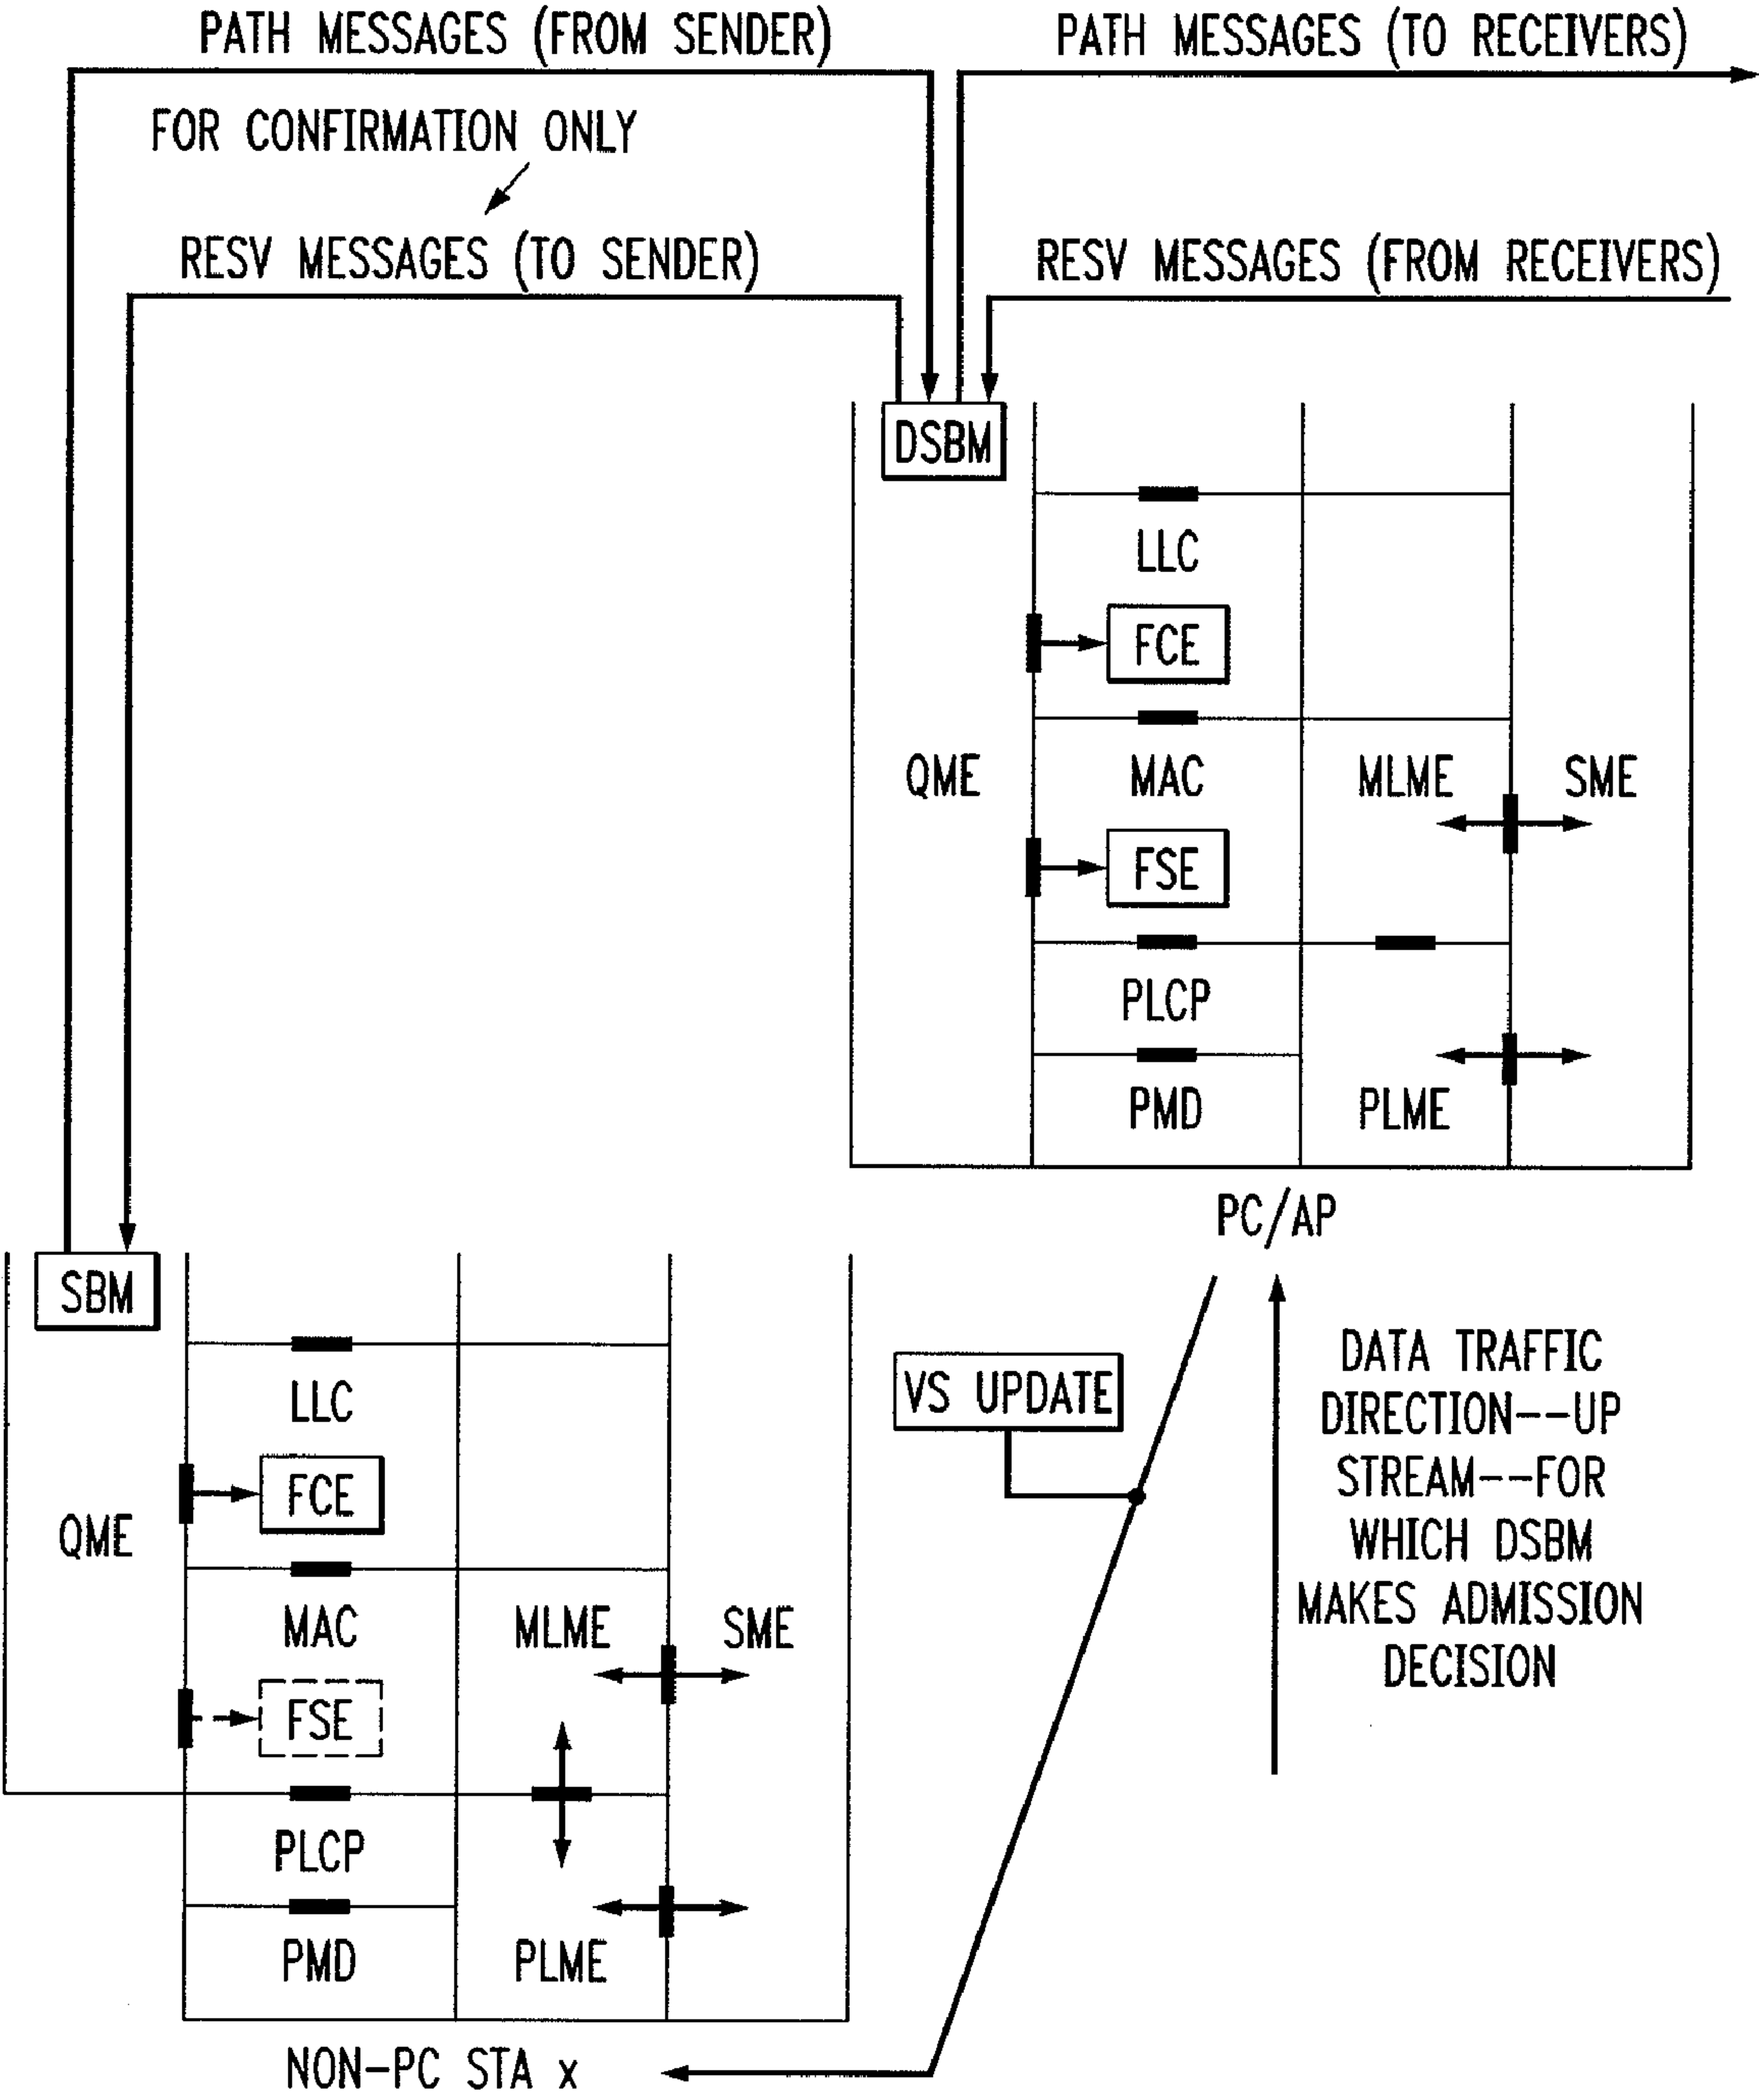 PATH MESSAGES (FROM SENDER)
PATH MESSAGES (TO RECEIVERS)
FOR CONFIRMATION ONLY
RESV MESSAGES (TO SENDER)
RESV MESSAGES (FROM RECEIVERS)
DSBM
LLC
FCE
QME
MAC
MLME
SME
FSE
PLCP
PMD
PLME
PC/AP
SBM
LLC
FCE
QME
MAC
MLME
SME
FSE
PLCP
PMD
PLME
NON-PC STA x
VS UPDATE
DATA TRAFFIC
DIRECTION--UP
STREAM--FOR
WHICH DSBM
MAKES ADMISSION
DECISION